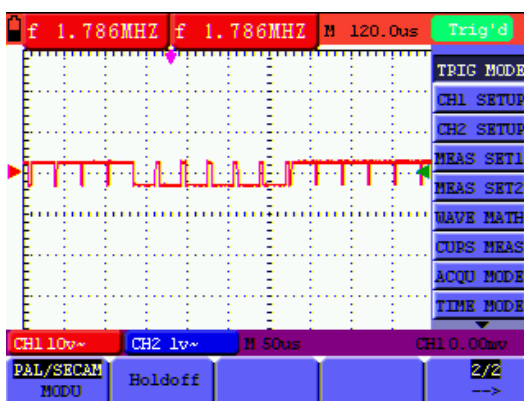 f 1.786MHZ f 1.786MHZ M 120.0us Trig'd
TRIG MODE
CH1 SETUP
CH2 SETUP
MEAS SET1
MEAS SET2
WAVE MATH
CURS MEAS
ACQU MODE
TIME MODE
CH1 10v~ CH2 1v~ M 50us CH1 0.00mv
PAL/SECAM Holdoff 2/2
MODU -->